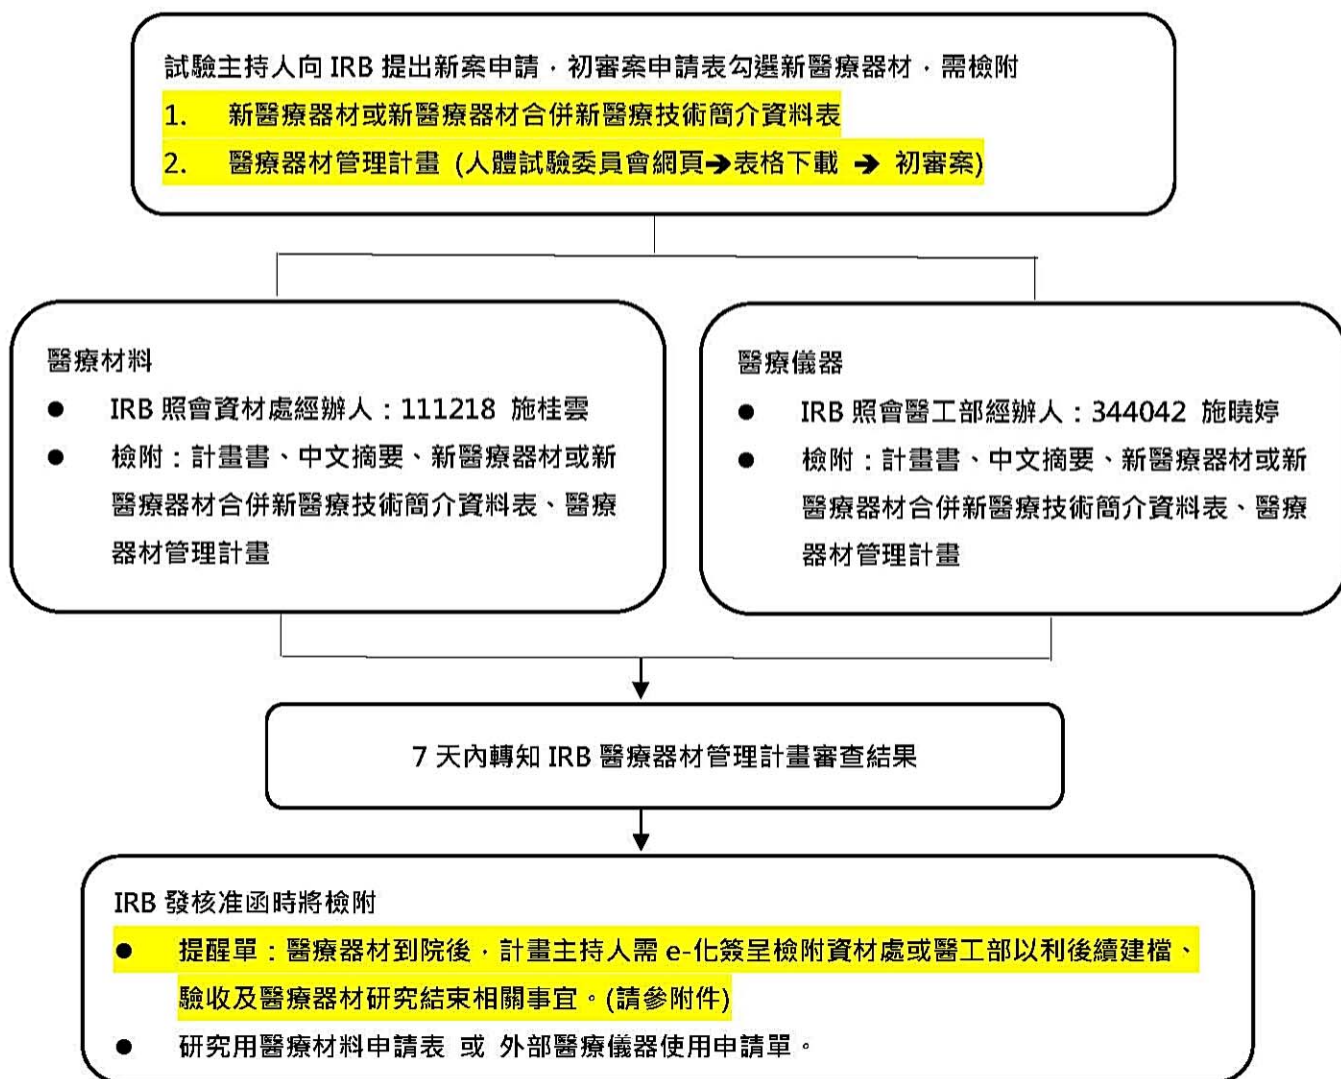 試驗主持人向 IRB 提出新案申請，初審案申請表勾選新醫療器材，需檢附
1. 新醫療器材或新醫療器材合併新醫療技術簡介資料表
2. 醫療器材管理計畫 (人體試驗委員會網頁➔表格下載 ➔ 初審案)
醫療材料
● IRB 照會資材處經辦人：111218 施桂雲
● 檢附：計畫書、中文摘要、新醫療器材或新
醫療器材合併新醫療技術簡介資料表、醫療
器材管理計畫
醫療儀器
● IRB 照會醫工部經辦人：344042 施曉婷
● 檢附：計畫書、中文摘要、新醫療器材或新
醫療器材合併新醫療技術簡介資料表、醫療
器材管理計畫
7 天內轉知 IRB 醫療器材管理計畫審查結果
IRB 發核准函時將檢附
● 提醒單：醫療器材到院後，計畫主持人需 e-化簽呈檢附資材處或醫工部以利後續建檔、
驗收及醫療器材研究結束相關事宜。(請參附件)
● 研究用醫療材料申請表 或 外部醫療儀器使用申請單。